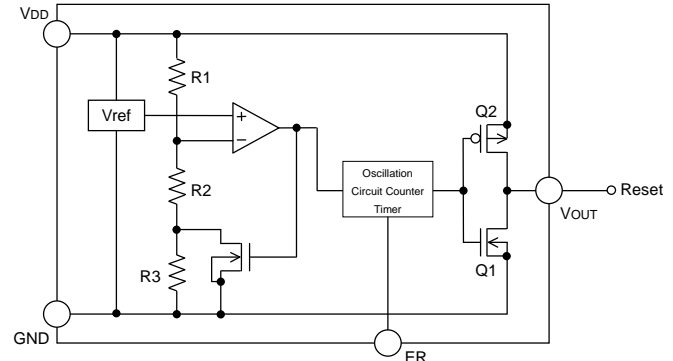 VDD
R1
Q2
Vref
+
−
Oscillation
Circuit Counter
Timer
Reset
R2
VOUT
R3
Q1
GND
ER